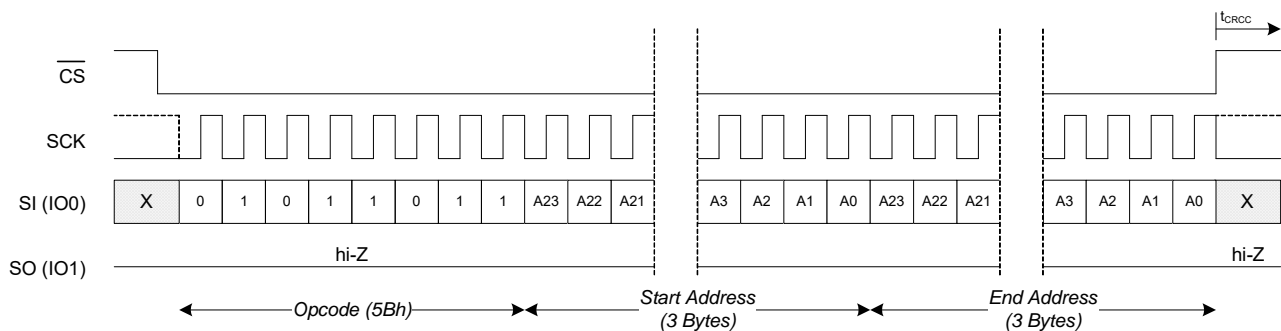 tCRCC
CS
SCK
SI (IO0) X 0 1 0 1 1 0 1 1 A23 A22 A21 A3 A2 A1 A0 A23 A22 A21 A3 A2 A1 A0 X
hi-Z hi-Z
SO (IO1)
Opcode (5Bh) Start Address End Address
(3 Bytes) (3 Bytes)